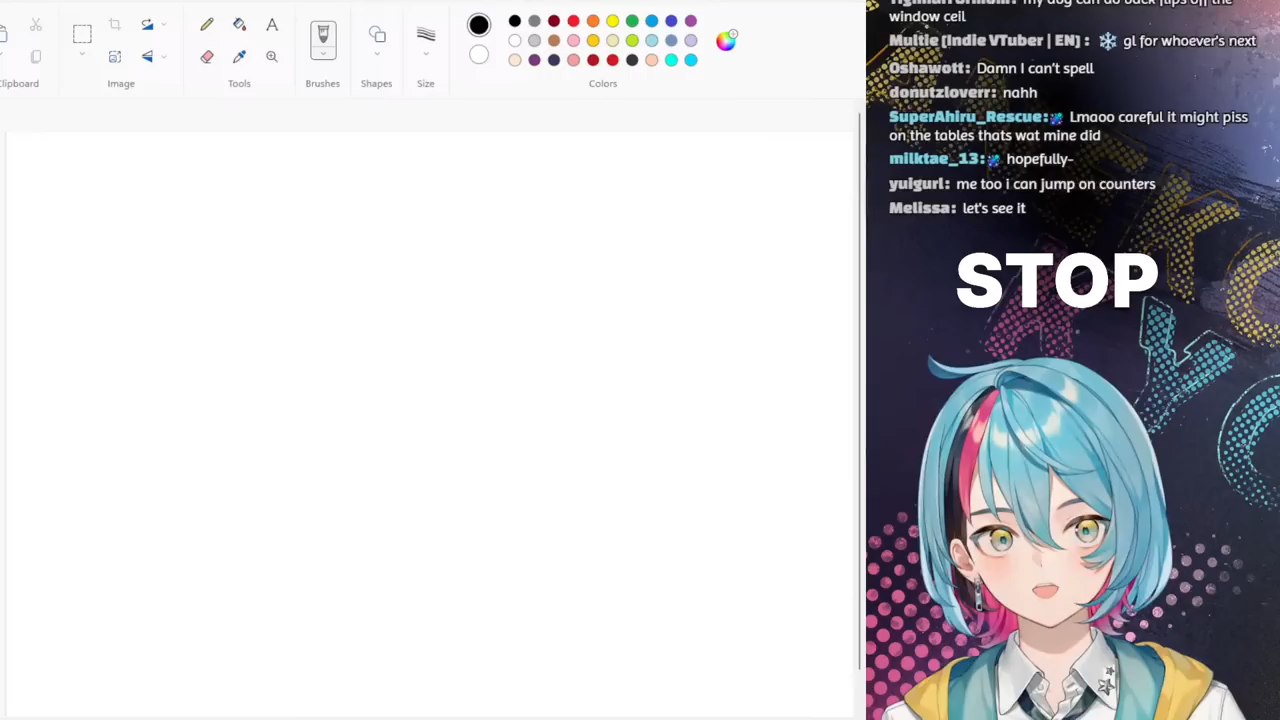 Clipboard
Image
Tools
Brushes
Shapes
Size
Colors
window ceil
Multie [Indie VTuber | EN] : gl for whoever's next
Oshawott: Damn I can't spell
donutzloverr: nahh
SuperAhiru_Rescue: Lmaoo careful it might piss
on the tables thats wat mine did
milktae_13: hopefully-
yuigurl: me too i can jump on counters
Melissa: let's see it
STOP